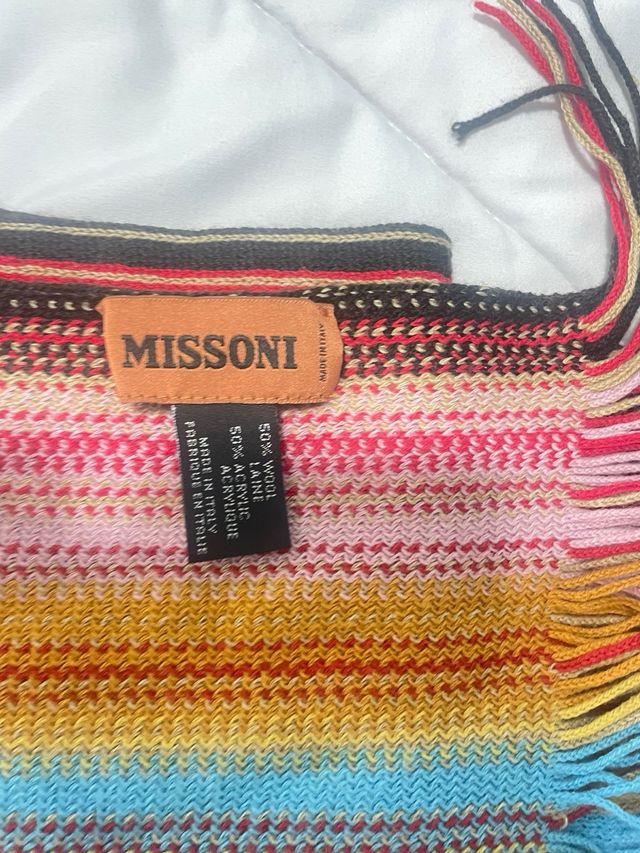 MISSONI
MADE IN ITALY
50% WOOL
LAINE
50% ACRYLIC
ACRYLIQUE
MADE IN ITALY
FABRIQUE EN ITALIE